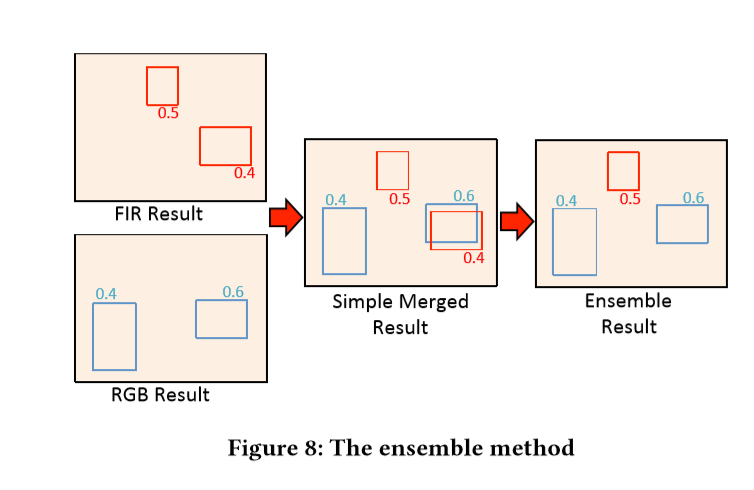 0.5
0.4
FIR Result
0.4
0.6
RGB Result
0.4
0.6
0.5
0.4
Simple Merged
Result
0.4
0.6
0.5
Ensemble
Result
Figure 8: The ensemble method